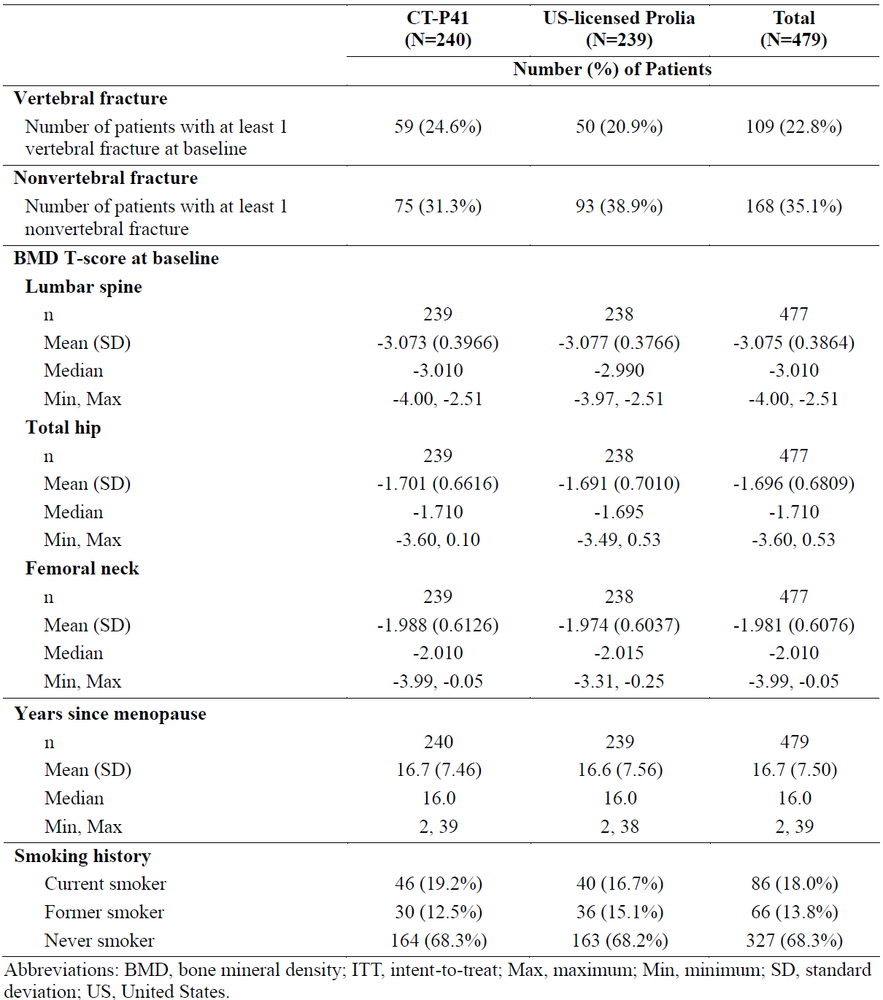 CT-P41 US-licensed Prolia Total
(N=240) (N=239) (N=479)
Number (%) of Patients
Vertebral fracture
Number of patients with at least 1 59 (24.6%) 50 (20.9%) 109 (22.8%)
vertebral fracture at baseline
Nonvertebral fracture
Number of patients with at least 1 75 (31.3%) 93 (38.9%) 168 (35.1%)
nonvertebral fracture
BMD T-score at baseline
Lumbar spine
n 239 238 477
Mean (SD) -3.073 (0.3966) -3.077 (0.3766) -3.075 (0.3864)
Median -3.010 -2.990 -3.010
Min, Max -4.00, -2.51 -3.97, -2.51 -4.00, -2.51
Total hip
n 239 238 477
Mean (SD) -1.701 (0.6616) -1.691 (0.7010) -1.696 (0.6809)
Median -1.710 -1.695 -1.710
Min, Max -3.60, 0.10 -3.49, 0.53 -3.60, 0.53
Femoral neck
n 239 238 477
Mean (SD) -1.988 (0.6126) -1.974 (0.6037) -1.981 (0.6076)
Median -2.010 -2.015 -2.010
Min, Max -3.99, -0.05 -3.31, -0.25 -3.99, -0.05
Years since menopause
n 240 239 479
Mean (SD) 16.7 (7.46) 16.6 (7.56) 16.7 (7.50)
Median 16.0 16.0 16.0
Min, Max 2, 39 2, 38 2, 39
Smoking history
Current smoker 46 (19.2%) 40 (16.7%) 86 (18.0%)
Former smoker 30 (12.5%) 36 (15.1%) 66 (13.8%)
Never smoker 164 (68.3%) 163 (68.2%) 327 (68.3%)
Abbreviations: BMD, bone mineral density; ITT, intent-to-treat; Max, maximum; Min, minimum; SD, standard
deviation; US, United States.